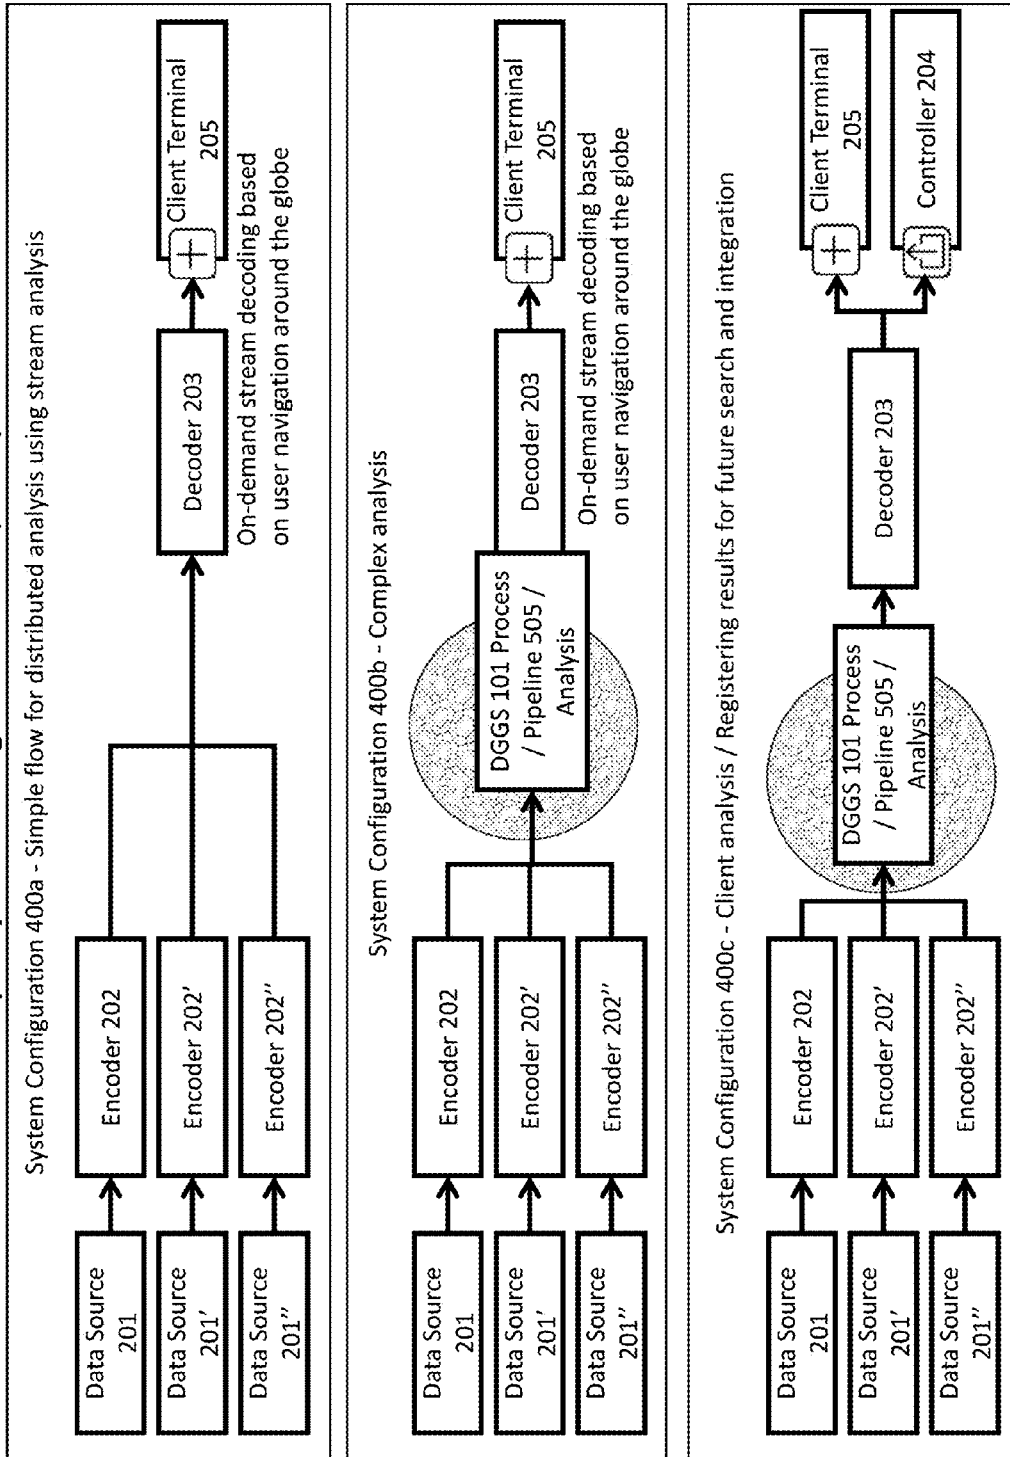 System Configuration 400a - Simple flow for distributed analysis using stream analysis
Data Source
201
Data Source
201'
Data Source
201''
Encoder 202
Encoder 202'
Encoder 202''
Decoder 203
On-demand stream decoding based
on user navigation around the globe
Client Terminal
205
System Configuration 400b - Complex analysis
Data Source
201
Data Source
201'
Data Source
201''
Encoder 202
Encoder 202'
Encoder 202''
DGGS 101 Process
/ Pipeline 505 /
Analysis
Decoder 203
On-demand stream decoding based
on user navigation around the globe
Client Terminal
205
System Configuration 400c - Client analysis / Registering results for future search and integration
Data Source
201
Data Source
201'
Data Source
201''
Encoder 202
Encoder 202'
Encoder 202''
DGGS 101 Process
/ Pipeline 505 /
Analysis
Decoder 203
Client Terminal
205
Controller 204